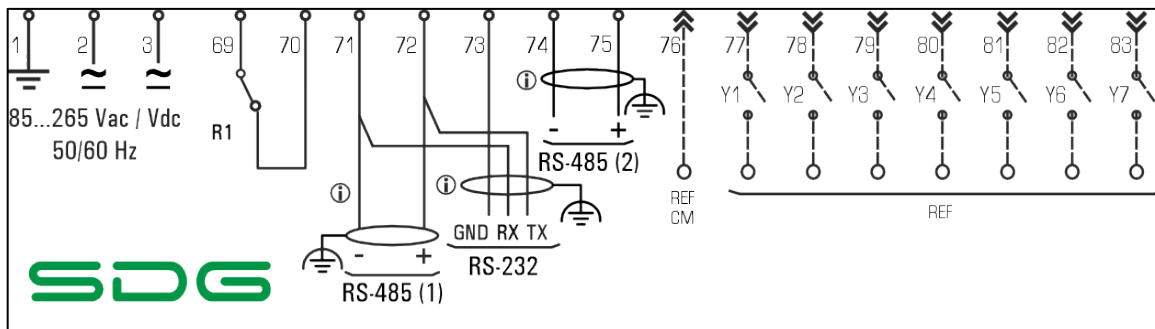 1 2 3 69 70 71 72 73 74 75 76 77 78 79 80 81 82 83
≂ ≂
85...265 Vac / Vdc
50/60 Hz
R1
i
- +
RS-485 (2)
Y1 Y2 Y3 Y4 Y5 Y6 Y7
i
i
GND RX TX
RS-232
- +
RS-485 (1)
REF
CM
REF
SDG